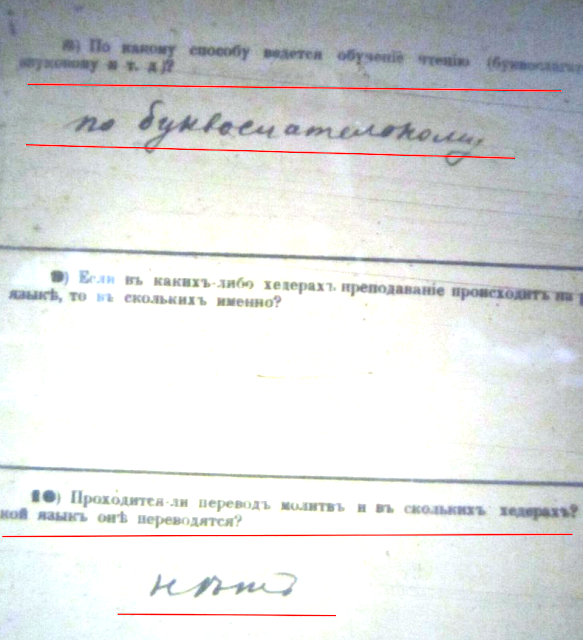 8) По какому способу ведется обученіе чтенію (буквослага
звуковому и т. д.)?
по буквослагательному
9) Если въ какихъ-либо хедерахъ преподаваніе происходитъ на
языкѣ, то въ сколькихъ именно?
10) Проходится-ли переводъ молитвъ и въ сколькихъ хедерахъ?
кой языкъ онѣ переводятся?
нѣтъ